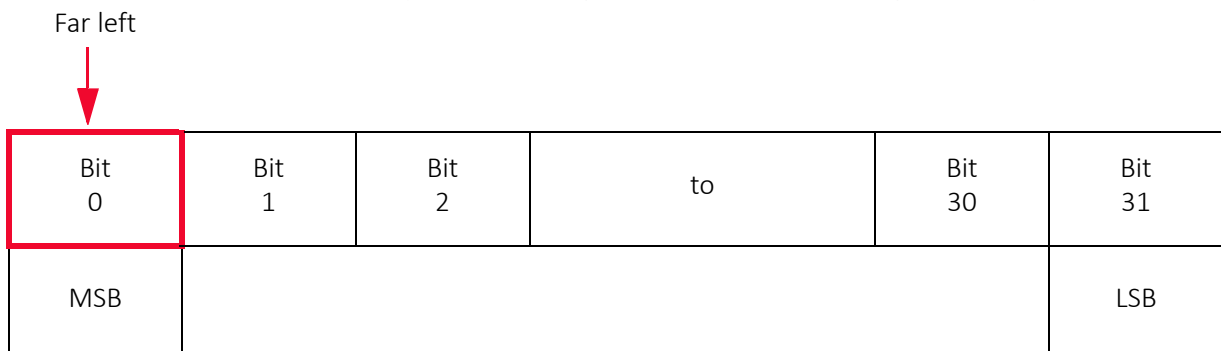 Far left
Bit
0
Bit
1
Bit
2
to
Bit
30
Bit
31
MSB
LSB